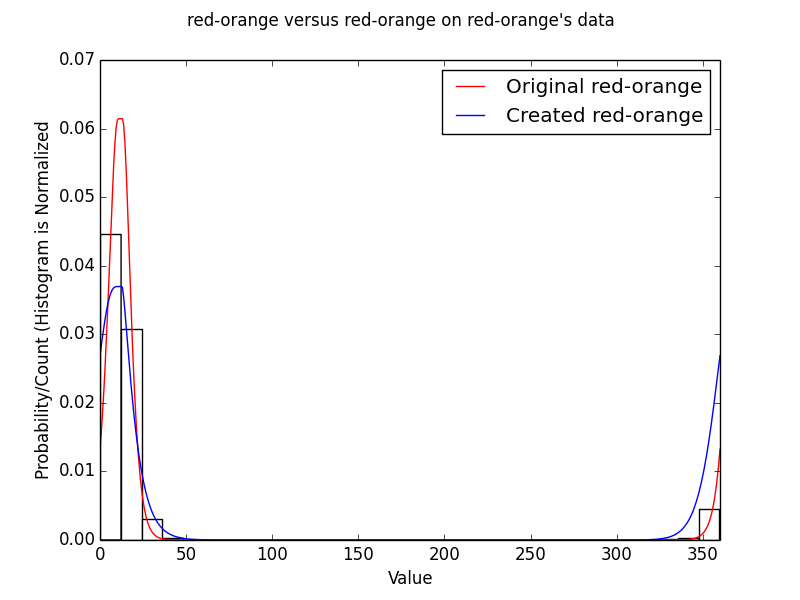 red-orange versus red-orange on red-orange's data
0.07
0.06
0.05
0.04
0.03
0.02
0.01
0.00
Probability/Count (Histogram is Normalized
Original red-orange
Created red-orange
0 50 100 150 200 250 300 350
Value